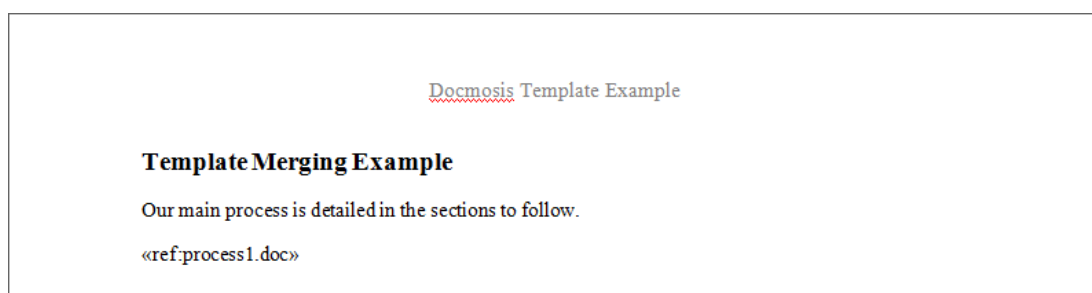 Docmosis Template Example
Template Merging Example
Our main process is detailed in the sections to follow.
«ref:process1.doc»